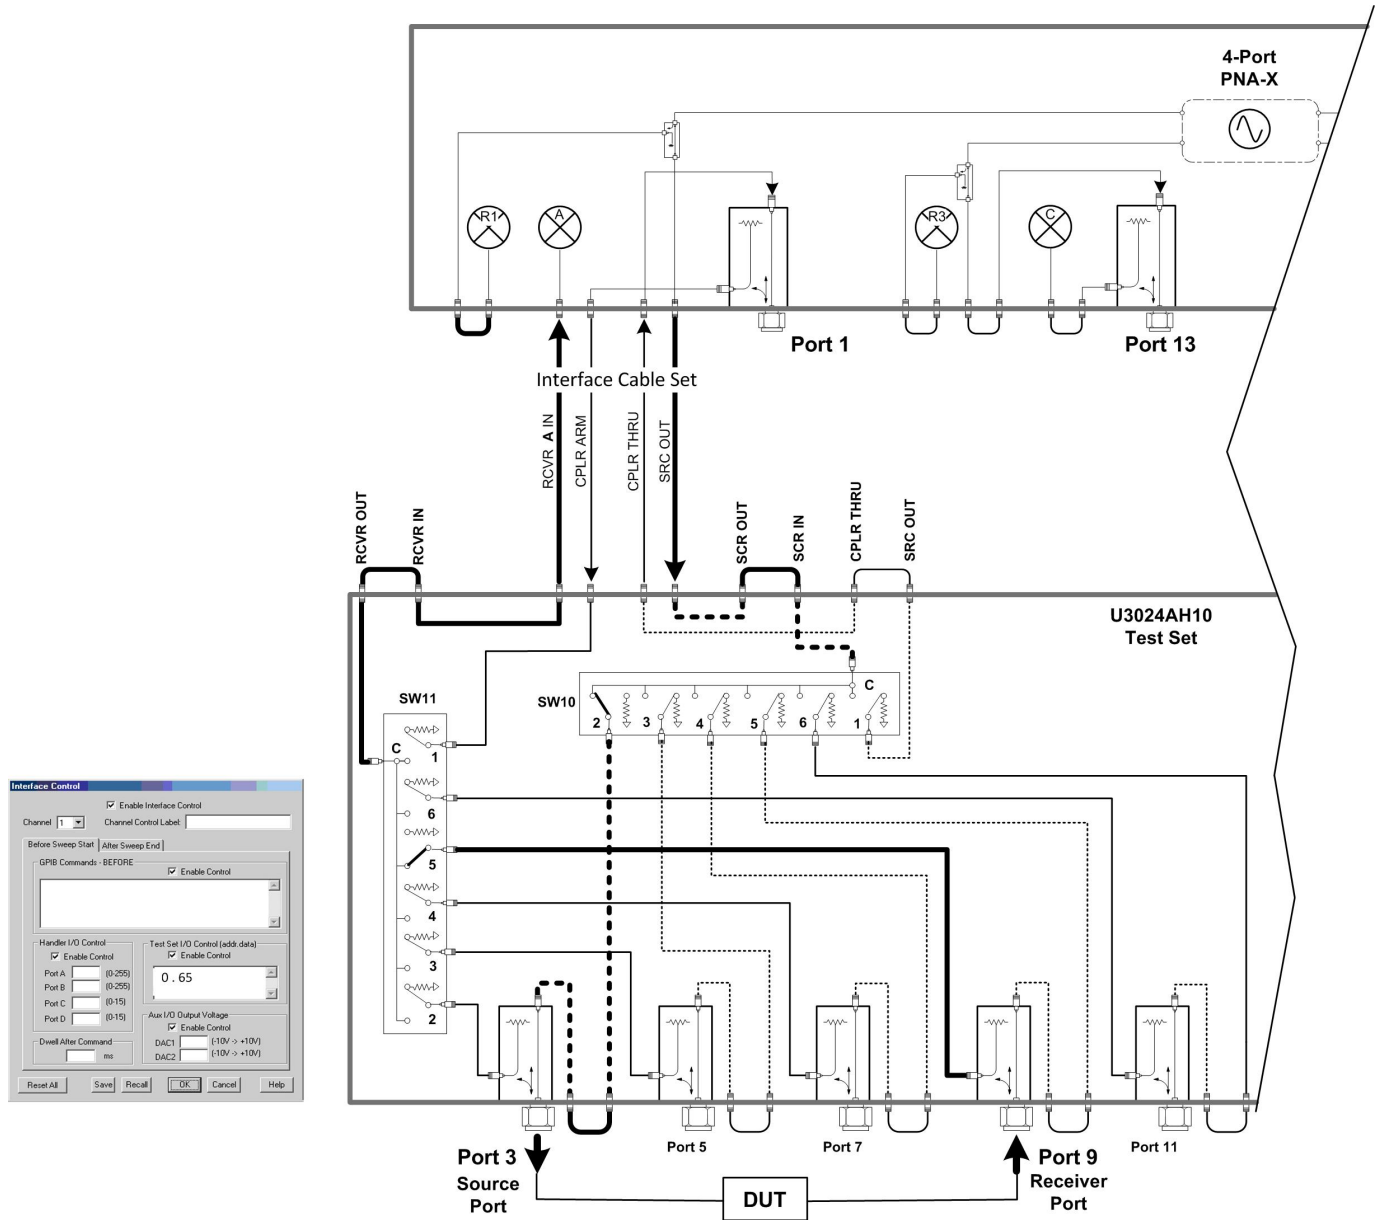 4-Port
PNA-X
R1
A
R3
C
Port 1
Port 13
Interface Cable Set
RCVR A IN
CPLR ARM
CPLR THRU
SRC OUT
RCVR OUT
RCVR IN
SCR OUT
SCR IN
CPLR THRU
SRC OUT
U3024AH10
Test Set
SW11
SW10
C
2
3
4
5
6
1
C
1
6
5
4
3
2
Interface Control
Enable Interface Control
Channel 1 Channel Control Label:
Before Sweep Start After Sweep End
GPIB Commands - BEFORE
Enable Control
Handler I/O Control
Enable Control
Port A (0-255)
Port B (0-255)
Port C (0-15)
Port D (0-15)
Test Set I/O Control (addr.data)
Enable Control
0.65
Aux I/O Output Voltage
Enable Control
DAC1 (-10V -> +10V)
DAC2 (-10V -> +10V)
Dwell After Command
ms
Reset All Save Recall OK Cancel Help
Port 3
Source
Port
Port 5
Port 7
Port 9
Receiver
Port
Port 11
DUT